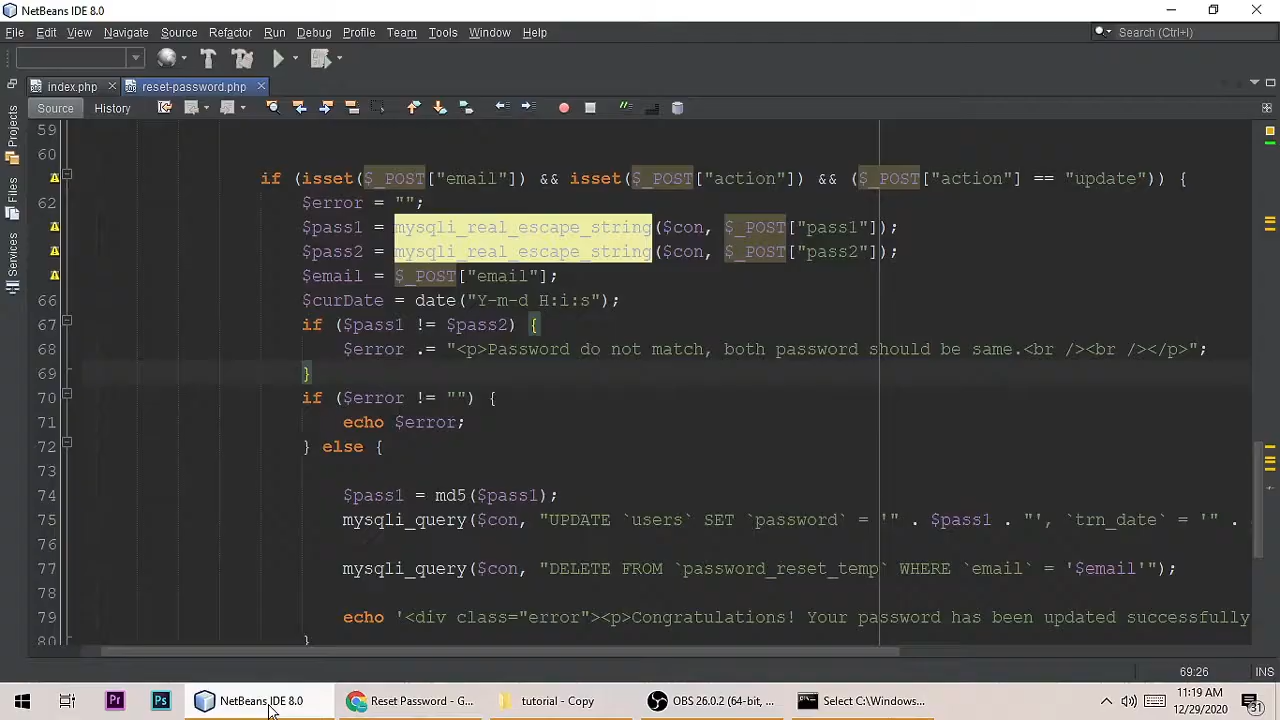 NetBeans IDE 8.0
File Edit View Navigate Source Refactor Run Debug Profile Team Tools Window Help
Search (Ctrl+I)
index.php reset-password.php
Source History
Projects
Files
Services
59
60
if (isset($_POST["email"]) && isset($_POST["action"]) && ($_POST["action"] == "update")) {
62 $error = "";
$pass1 = mysqli_real_escape_string($con, $_POST["pass1"]);
$pass2 = mysqli_real_escape_string($con, $_POST["pass2"]);
$email = $_POST["email"];
66 $curDate = date("Y-m-d H:i:s");
67 if ($pass1 != $pass2) {
68 $error .= "<p>Password do not match, both password should be same.<br /><br /></p>";
69 }
70 if ($error != "") {
71 echo $error;
72 } else {
73
74 $pass1 = md5($pass1);
75 mysqli_query($con, "UPDATE `users` SET `password` = '" . $pass1 . "', `trn_date` = '" .
76
77 mysqli_query($con, "DELETE FROM `password_reset_temp` WHERE `email` = '$email'");
78
79 echo '<div class="error"><p>Congratulations! Your password has been updated successfully
80 }
69:26 INS
Pr Ps NetBeans IDE 8.0 Reset Password - G... tutorial - Copy OBS 26.0.2 (64-bit, ... Select C:\Windows... 11:19 AM
12/29/2020 31